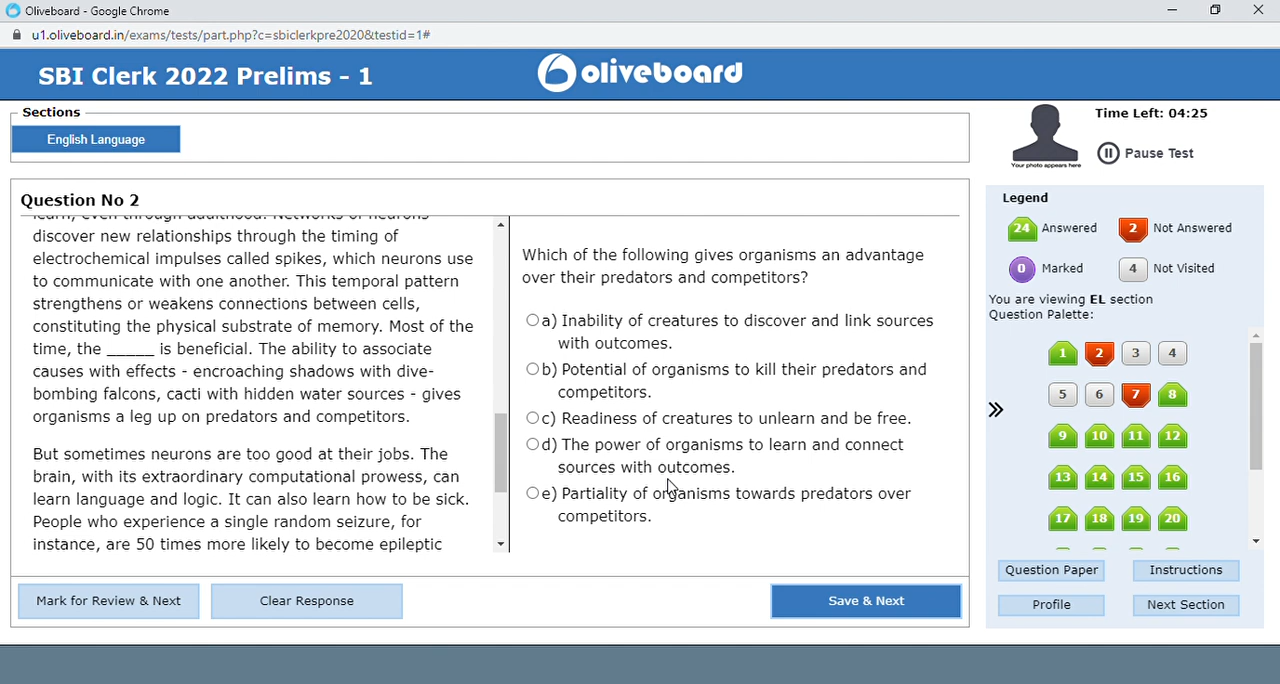 Oliveboard - Google Chrome
u1.oliveboard.in/exams/tests/part.php?c=sbiclerkpre2020&testid=1#
SBI Clerk 2022 Prelims - 1
oliveboard
Sections
English Language
Your photo appears here
Time Left: 04:25
Pause Test
Question No 2
learn, even through adulthood. Networks of neurons
discover new relationships through the timing of
electrochemical impulses called spikes, which neurons use
to communicate with one another. This temporal pattern
strengthens or weakens connections between cells,
constituting the physical substrate of memory. Most of the
time, the _____ is beneficial. The ability to associate
causes with effects - encroaching shadows with dive-
bombing falcons, cacti with hidden water sources - gives
organisms a leg up on predators and competitors.
But sometimes neurons are too good at their jobs. The
brain, with its extraordinary computational prowess, can
learn language and logic. It can also learn how to be sick.
People who experience a single random seizure, for
instance, are 50 times more likely to become epileptic
Which of the following gives organisms an advantage
over their predators and competitors?
a) Inability of creatures to discover and link sources
with outcomes.
b) Potential of organisms to kill their predators and
competitors.
c) Readiness of creatures to unlearn and be free.
d) The power of organisms to learn and connect
sources with outcomes.
e) Partiality of organisms towards predators over
competitors.
Mark for Review & Next
Clear Response
Save & Next
Legend
24 Answered
2 Not Answered
0 Marked
4 Not Visited
You are viewing EL section
Question Palette:
1 2 3 4
5 6 7 8
9 10 11 12
13 14 15 16
17 18 19 20
Question Paper
Instructions
Profile
Next Section